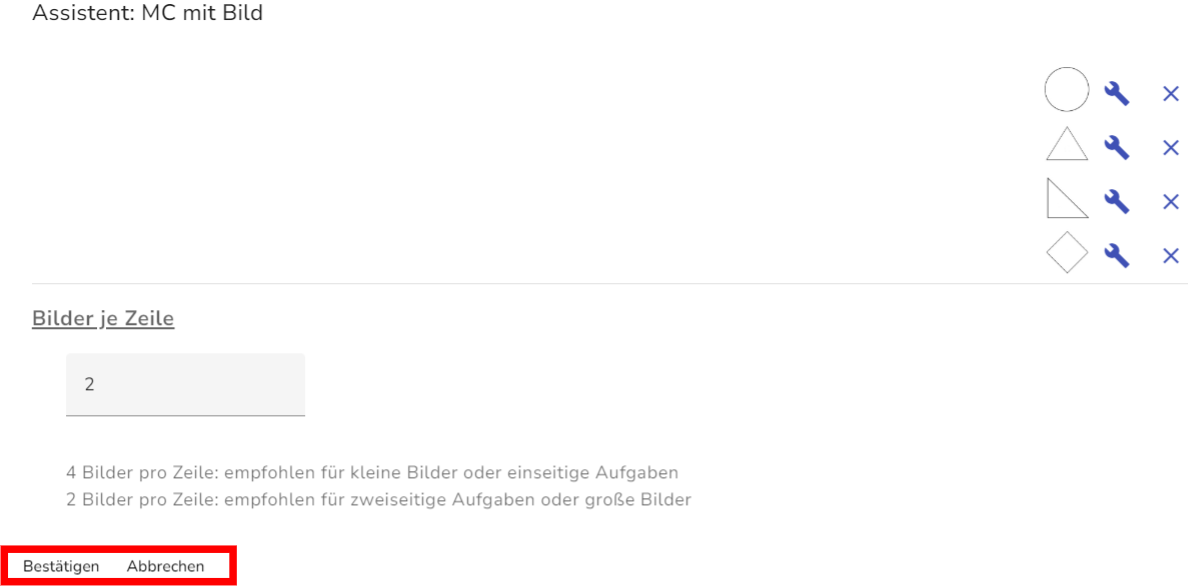 Assistent: MC mit Bild
Bilder je Zeile
2
4 Bilder pro Zeile: empfohlen für kleine Bilder oder einseitige Aufgaben
2 Bilder pro Zeile: empfohlen für zweiseitige Aufgaben oder große Bilder
Bestätigen Abbrechen